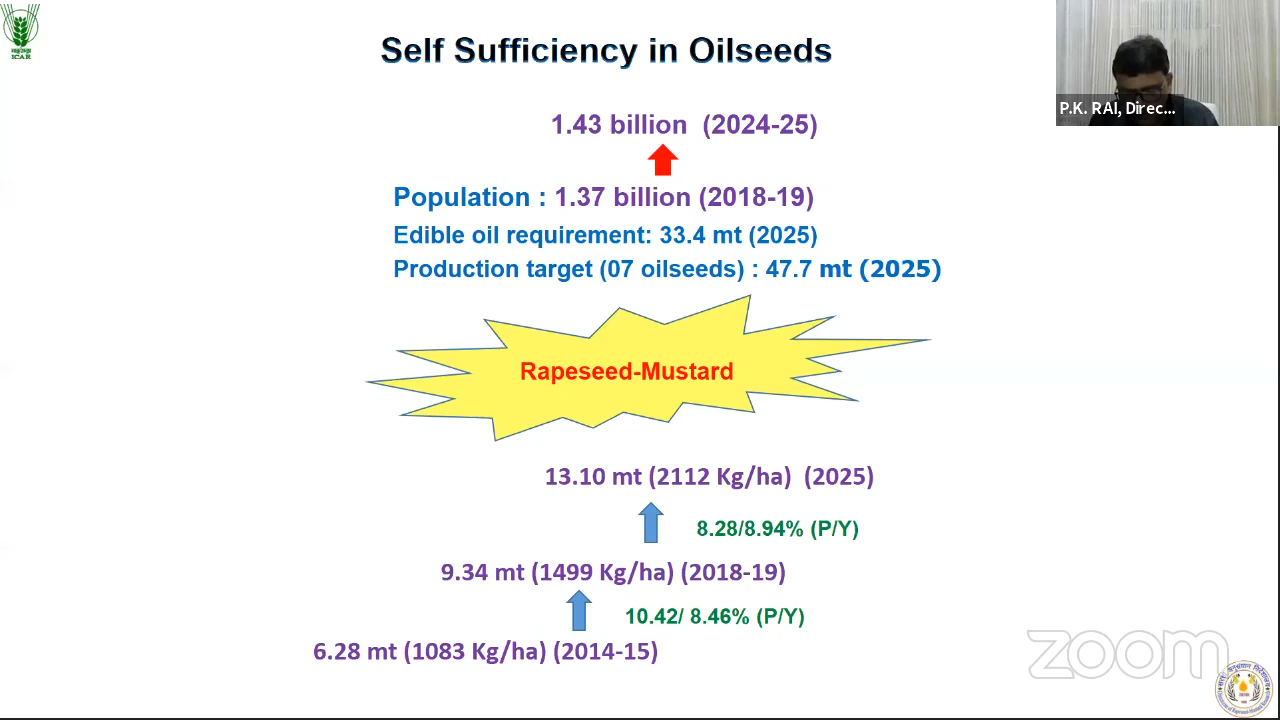 ICAR
Self Sufficiency in Oilseeds
P.K. RAI, Direc...
1.43 billion (2024-25)
Population : 1.37 billion (2018-19)
Edible oil requirement: 33.4 mt (2025)
Production target (07 oilseeds) : 47.7 mt (2025)
Rapeseed-Mustard
13.10 mt (2112 Kg/ha) (2025)
8.28/8.94% (P/Y)
9.34 mt (1499 Kg/ha) (2018-19)
10.42/ 8.46% (P/Y)
6.28 mt (1083 Kg/ha) (2014-15)
zoom